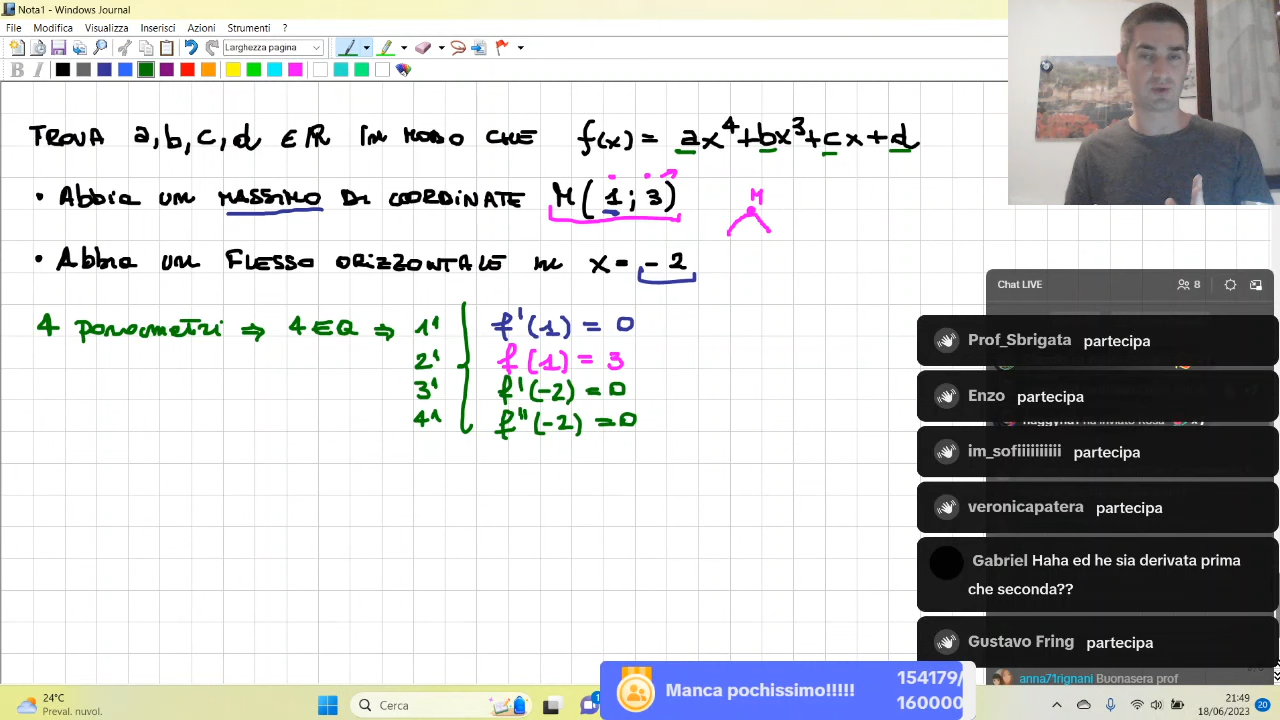 Nota1 - Windows Journal
File Modifica Visualizza Inserisci Azioni Strumenti ?
Larghezza pagina
TROVA a,b,c,d ∈ ℝ IN MODO CHE f(x) = ax⁴+bx³+cx+d
• Abbia un MASSIMO DI COORDINATE M(1;3)
M
• Abbia un FLESSO ORIZZONTALE in x = -2
4 parametri ⇒ 4 EQ ⇒ 1ª f'(1) = 0
2ª f(1) = 3
3ª f'(-2) = 0
4ª f''(-2) = 0
Chat LIVE
8
Prof_Sbrigata partecipa
Enzo partecipa
im_sofiiiiiiiiii partecipa
veronicapatera partecipa
Gabriel Haha ed he sia derivata prima
che seconda??
Gustavo Fring partecipa
anna71rignani Buonasera prof
Manca pochissimo!!!!! 154179/
160000
24°C
Preval. nuvol.
Cerca
21:49
18/06/2023
20